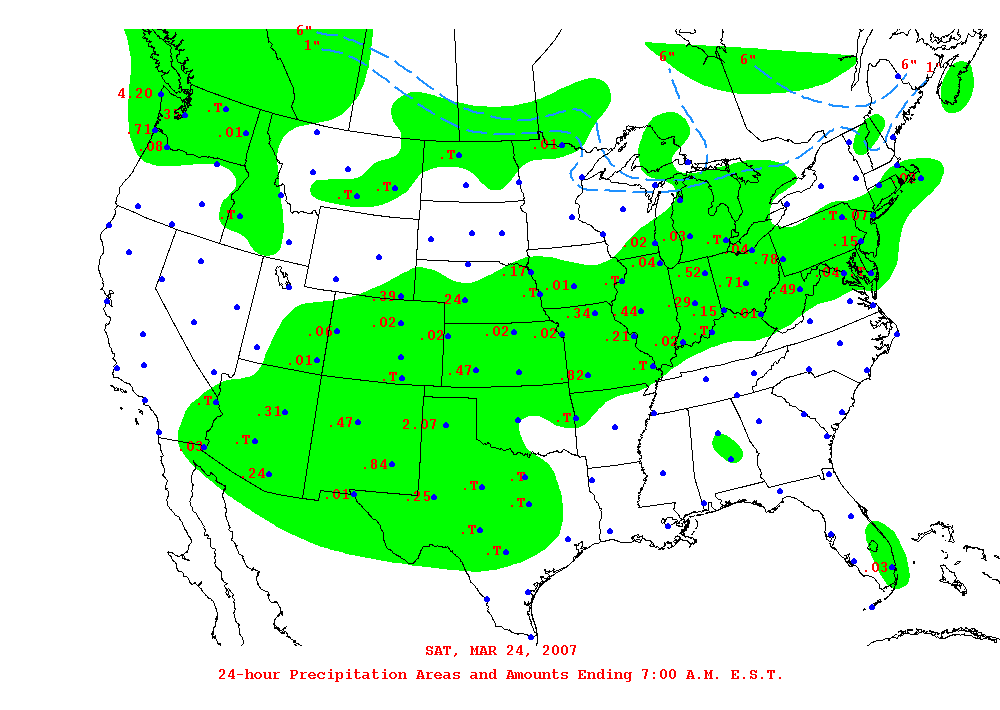 6"
1"
6"
6"
6" 1"
4.20
.T
.71
.01
.08
.01
.T
.T
.T
.T
.T .07
.02 .03 .T .04
.15
.04 .78
.17 .52 .04
.01 .T .71
.T .49
.39 .24 .29
.34 .44 .15 .01
.02
.06 .02 .02 .02 .21 .T
.02
.01 .T
.47 .82
.T
.T
.31 .T
.47 2.07
.03 .T
.84
.24 .T
.T
.01 .25 .T
.T
.T
.03
SAT, MAR 24, 2007
24-hour Precipitation Areas and Amounts Ending 7:00 A.M. E.S.T.